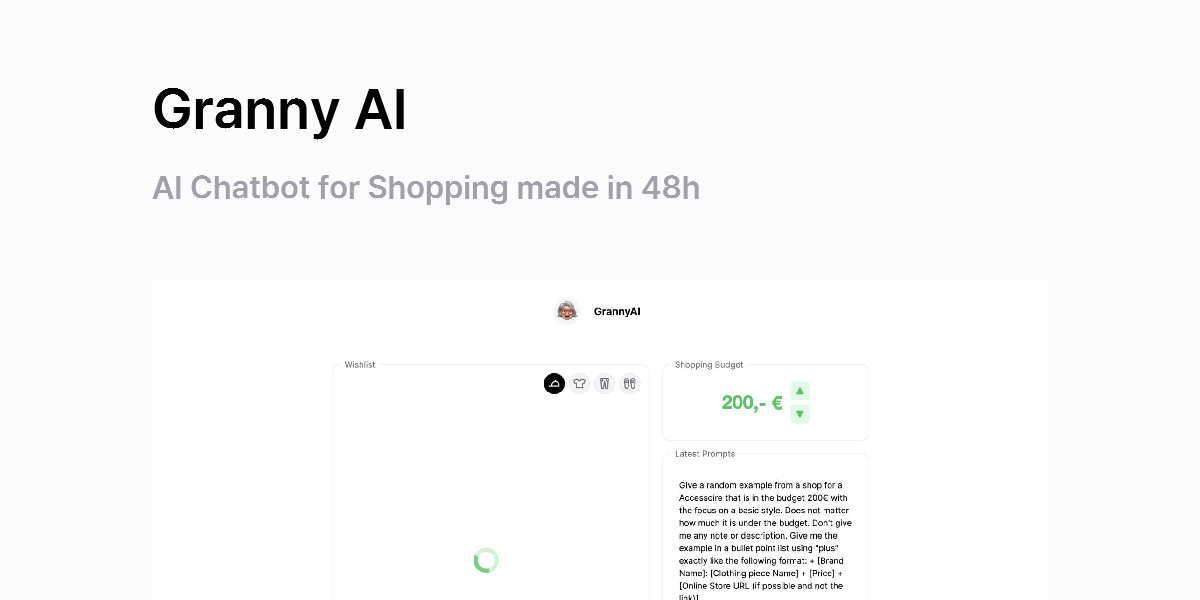 Granny AI
AI Chatbot for Shopping made in 48h
GrannyAI
Wishlist
Shopping Budget
200,- €
Latest Prompts
Give a random example from a shop for a
Accessoire that is in the budget 200€ with
the focus on a basic style. Does not matter
how much it is under the budget. Don't give
me any note or description. Give me the
example in a bullet point list using "plus"
exactly like the following format: + [Brand
Name]: [Clothing piece Name] + [Price] +
[Online Store URL (if possible and not the
link)]